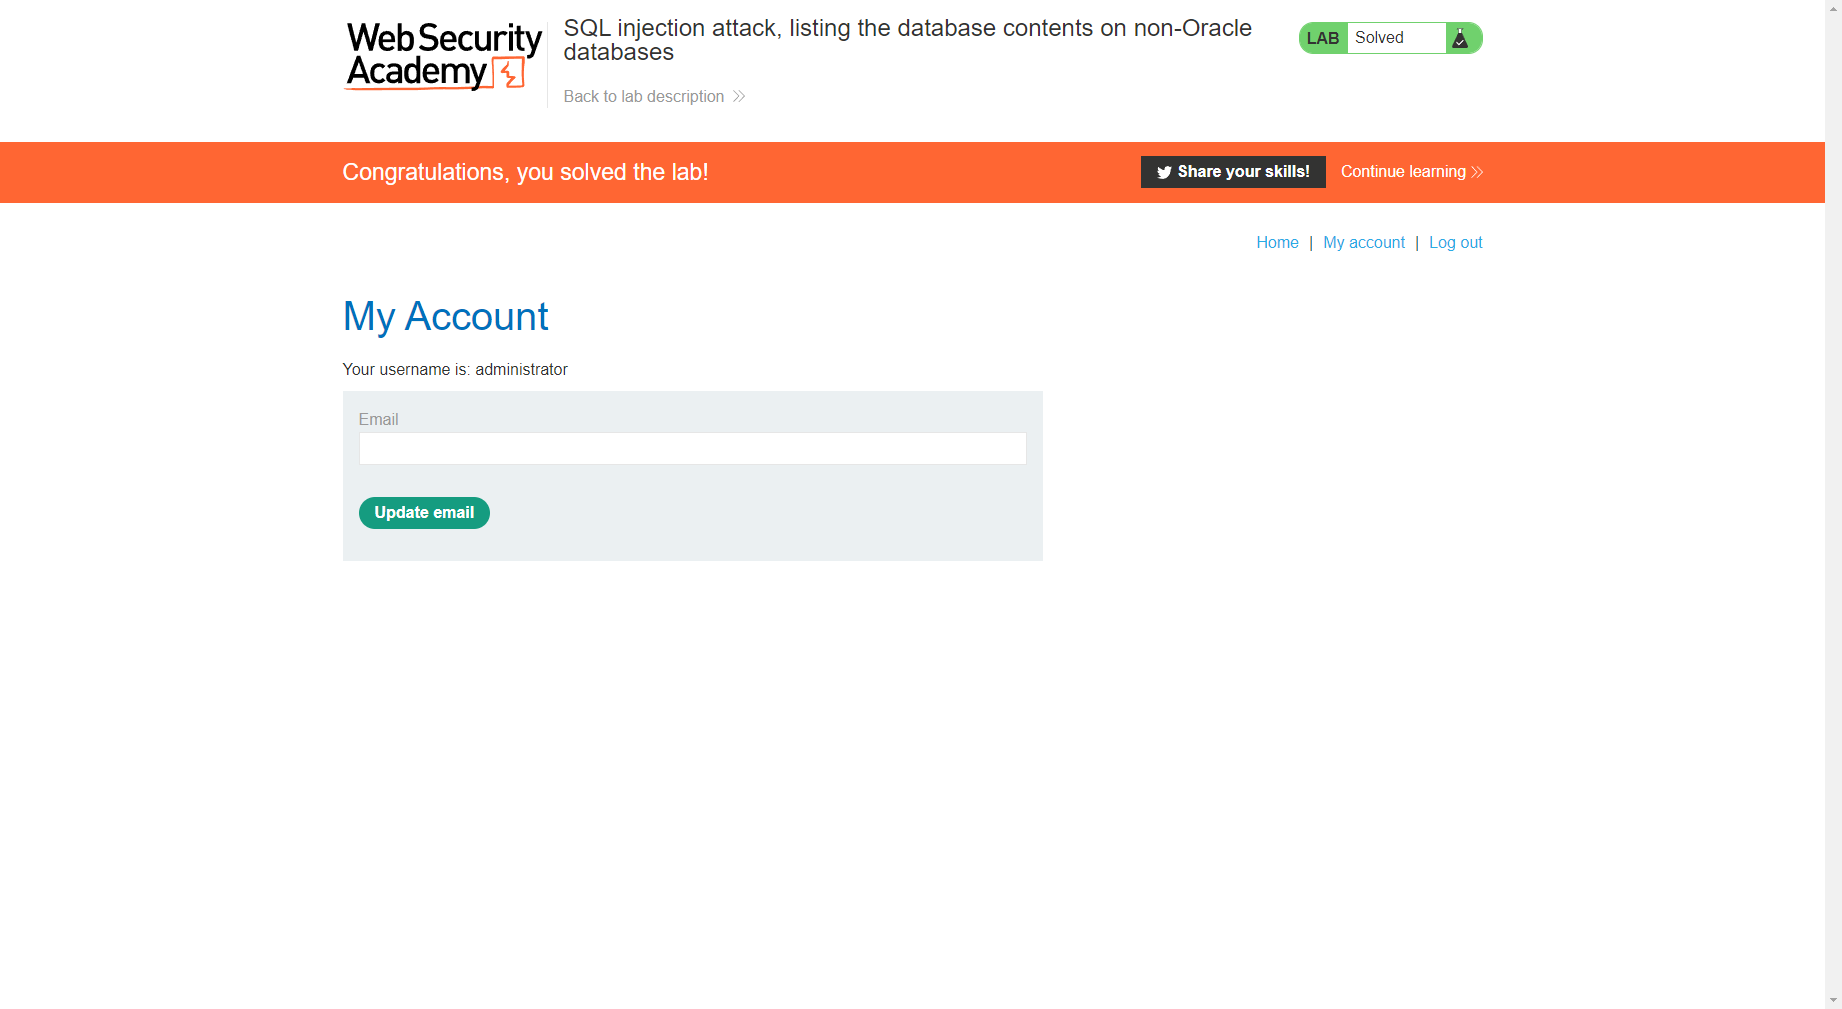 Web Security
Academy
SQL injection attack, listing the database contents on non-Oracle
databases
Back to lab description
LAB Solved
Congratulations, you solved the lab!
Share your skills!
Continue learning
Home | My account | Log out
My Account
Your username is: administrator
Email
Update email